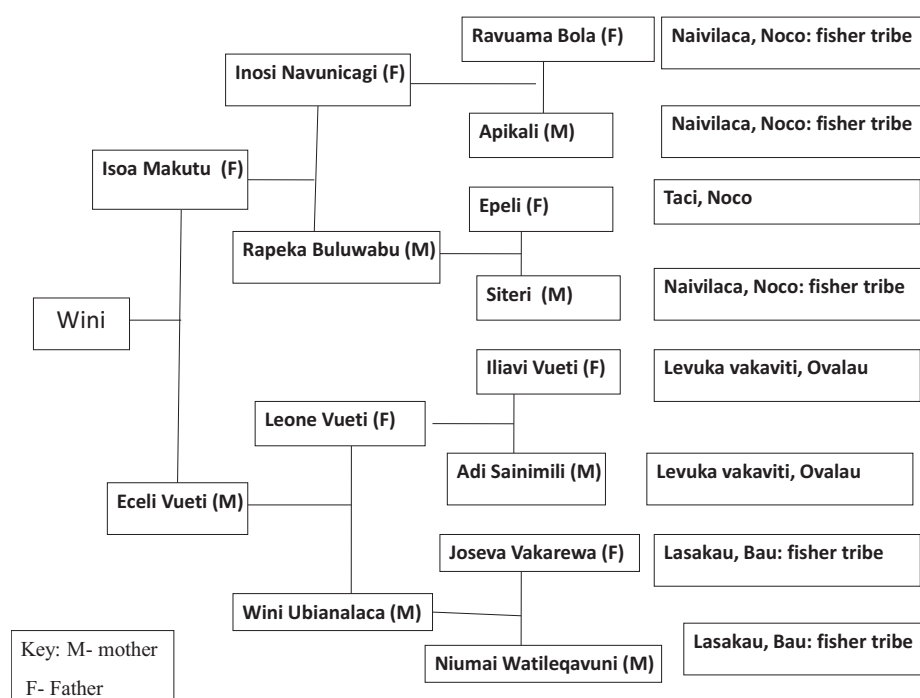 Ravuama Bola (F)
Naivilaca, Noco: fisher tribe
Inosi Navunicagi (F)
Apikali (M)
Naivilaca, Noco: fisher tribe
Isoa Makutu (F)
Epeli (F)
Taci, Noco
Rapeka Buluwabu (M)
Siteri (M)
Naivilaca, Noco: fisher tribe
Wini
Iliavi Vueti (F)
Levuka vakaviti, Ovalau
Leone Vueti (F)
Adi Sainimili (M)
Levuka vakaviti, Ovalau
Eceli Vueti (M)
Joseva Vakarewa (F)
Lasakau, Bau: fisher tribe
Wini Ubianalaca (M)
Niumai Watileqavuni (M)
Lasakau, Bau: fisher tribe
Key: M- mother
F- Father